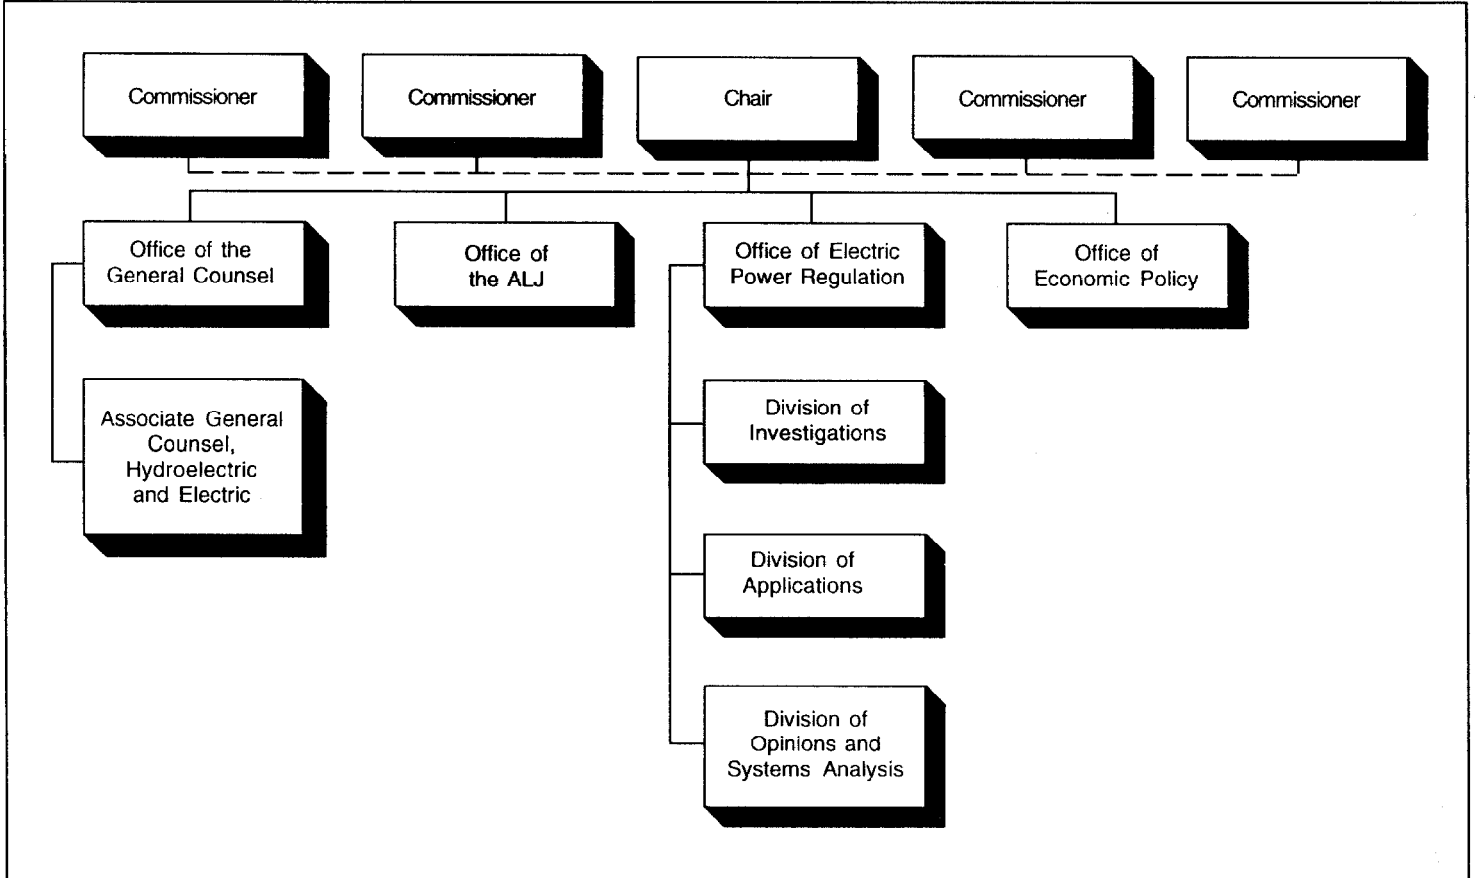 Commissioner
Commissioner
Chair
Commissioner
Commissioner
Office of the
General Counsel
Office of
the ALJ
Office of Electric
Power Regulation
Office of
Economic Policy
Associate General
Counsel,
Hydroelectric
and Electric
Division of
Investigations
Division of
Applications
Division of
Opinions and
Systems Analysis